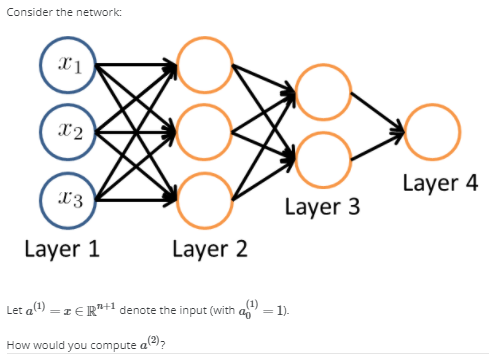 Consider the network:
x₁
x₂
x₃
Layer 1
Layer 2
Layer 3
Layer 4
Let a⁽¹⁾ = x ∈ ℝⁿ⁺¹ denote the input (with a₀⁽¹⁾ = 1).
How would you compute a⁽²⁾?